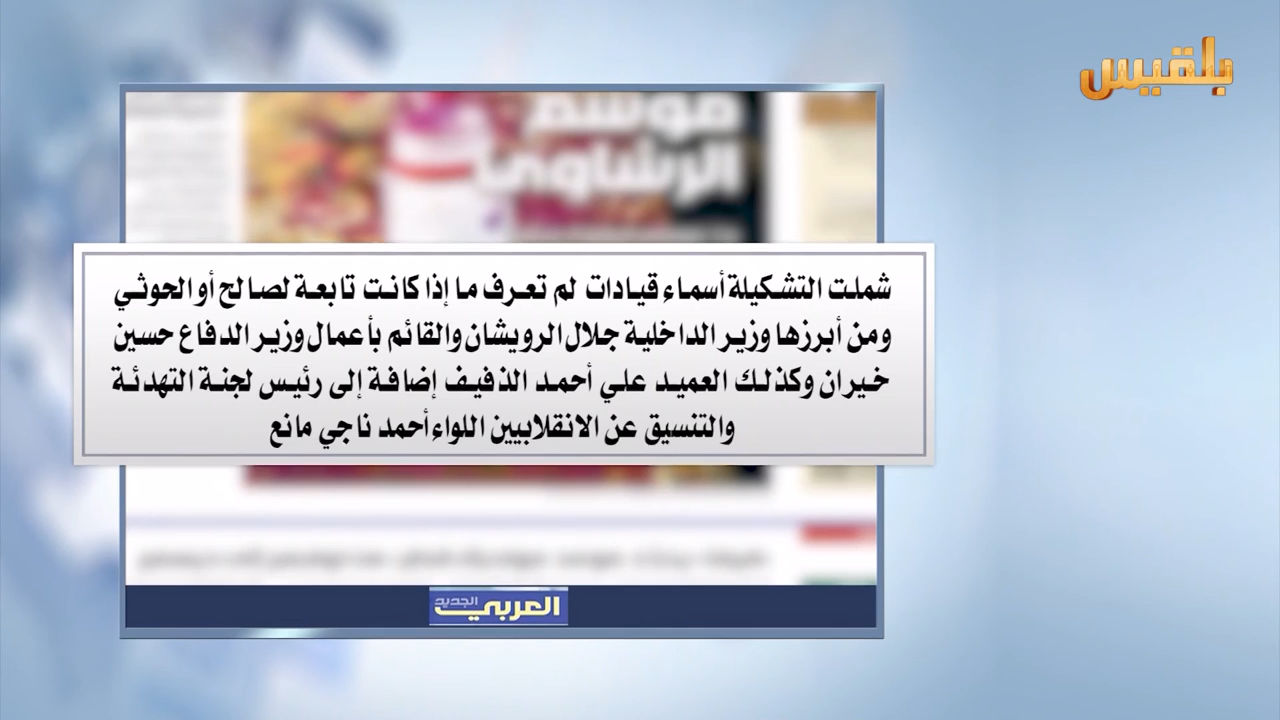 بلقيس
موسم
الرشاوى
شملت التشكيلة أسماء قيادات لم تعرف ما إذا كانت تابعة لصالح أو الحوثي
ومن أبرزها وزير الداخلية جلال الرويشان والقائم بأعمال وزير الدفاع حسين
خيران وكذلك العميد علي أحمد الذفيف إضافة إلى رئيس لجنة التهدئة
والتنسيق عن الانقلابيين اللواء أحمد ناجي مانع
العربي الجديد